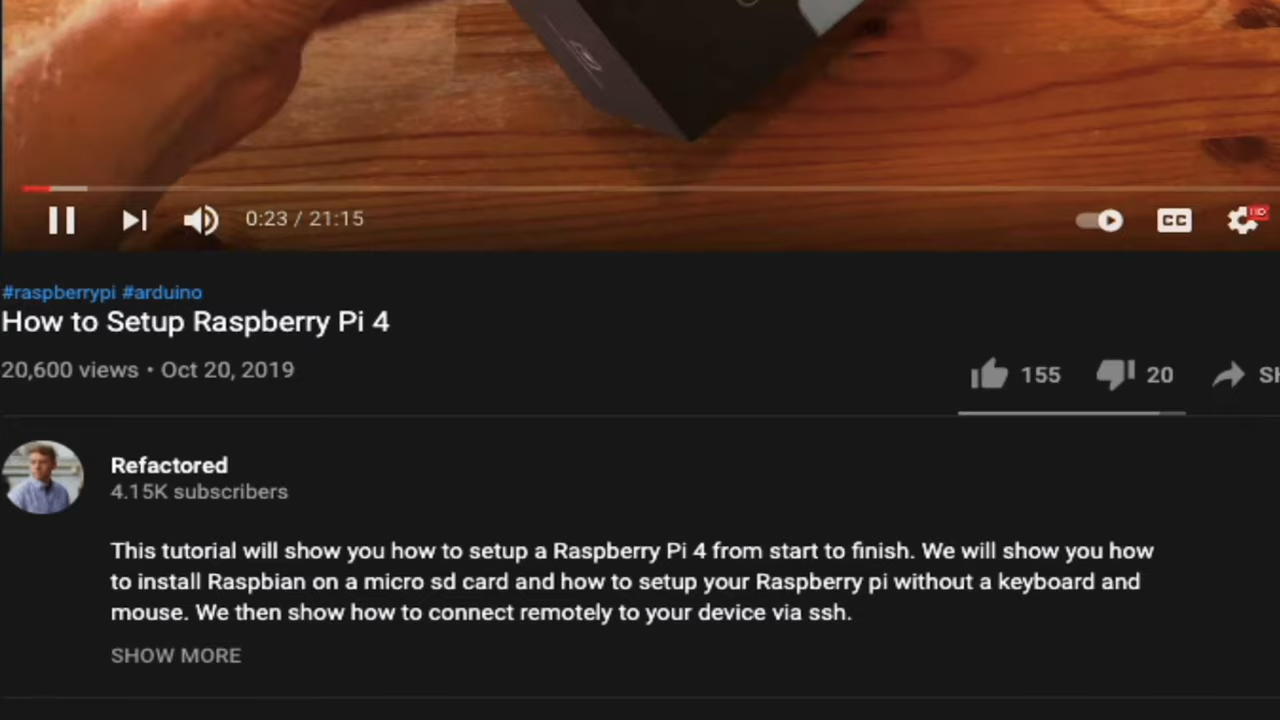 0:23 / 21:15
CC
HD
#raspberrypi #arduino
How to Setup Raspberry Pi 4
20,600 views • Oct 20, 2019
155
20
SH
Refactored
4.15K subscribers
This tutorial will show you how to setup a Raspberry Pi 4 from start to finish. We will show you how
to install Raspbian on a micro sd card and how to setup your Raspberry pi without a keyboard and
mouse. We then show how to connect remotely to your device via ssh.
SHOW MORE